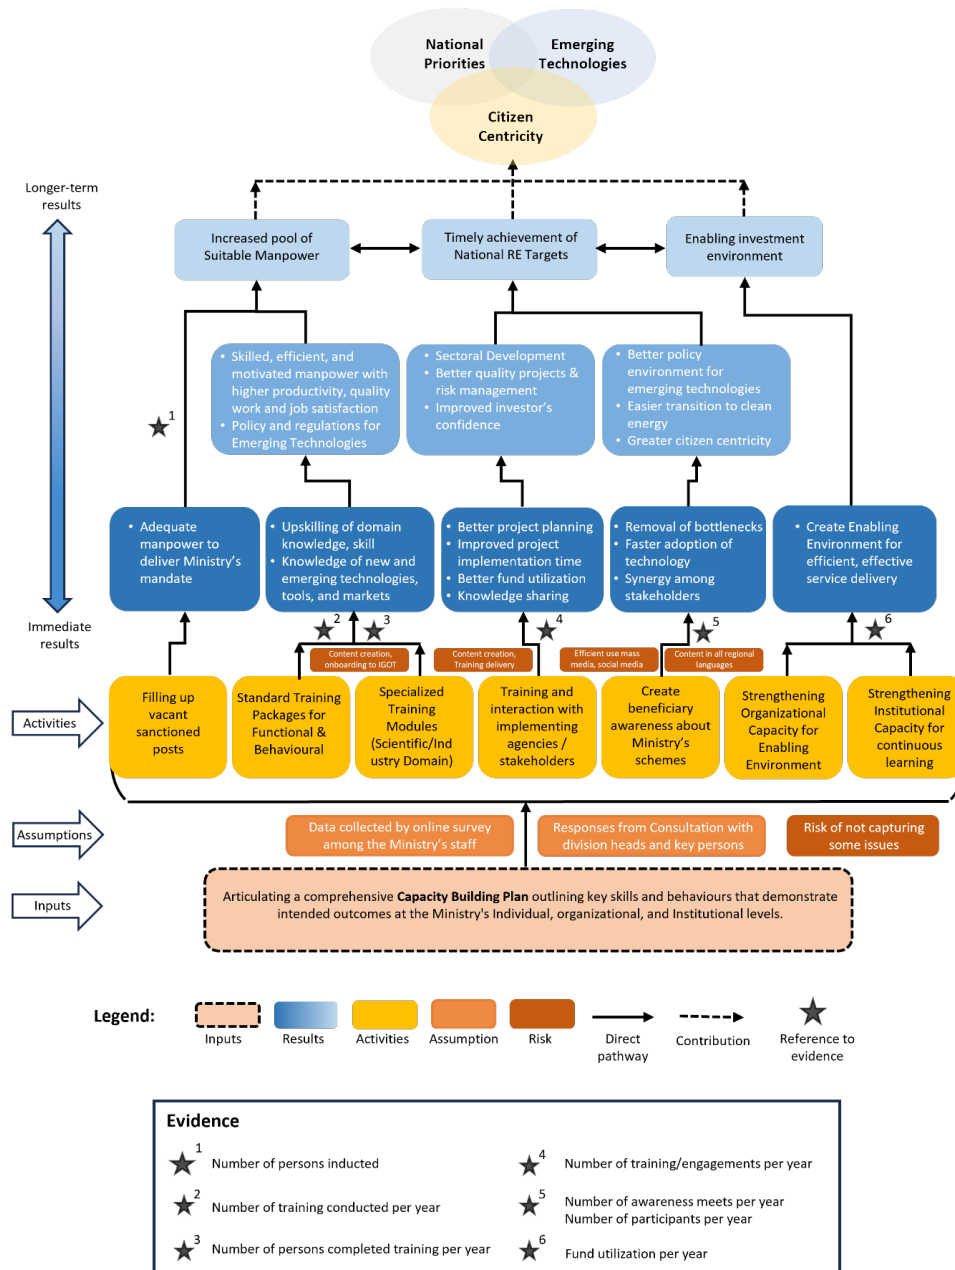 National
Priorities
Emerging
Technologies
Citizen
Centricity
Longer-term
results
Increased pool of
Suitable Manpower
Timely achievement of
National RE Targets
Enabling investment
environment
• Skilled, efficient, and
motivated manpower with
higher productivity, quality
work and job satisfaction
• Policy and regulations for
Emerging Technologies
• Sectoral Development
• Better quality projects &
risk management
• Improved investor's
confidence
• Better policy
environment for
emerging technologies
• Easier transition to clean
energy
• Greater citizen centricity
1
• Adequate
manpower to
deliver Ministry's
mandate
• Upskilling of domain
knowledge, skill
• Knowledge of new and
emerging technologies,
tools, and markets
• Better project planning
• Improved project
implementation time
• Better fund utilization
• Knowledge sharing
• Removal of bottlenecks
• Faster adoption of
technology
• Synergy among
stakeholders
• Create Enabling
Environment for
efficient, effective
service delivery
Immediate
results
2
3
4
5
6
Content creation,
onboarding to IGOT
Content creation,
Training delivery
Efficient use mass
media, social media
Content in all regional
languages
Activities
Filling up
vacant
sanctioned
posts
Standard Training
Packages for
Functional &
Behavioural
Specialized
Training
Modules
(Scientific/Ind
ustry Domain)
Training and
interaction with
implementing
agencies /
stakeholders
Create
beneficiary
awareness about
Ministry's
schemes
Strengthening
Organizational
Capacity for
Enabling
Environment
Strengthening
Institutional
Capacity for
continuous
learning
Assumptions
Data collected by online survey
among the Ministry's staff
Responses from Consultation with
division heads and key persons
Risk of not capturing
some issues
Inputs
Articulating a comprehensive Capacity Building Plan outlining key skills and behaviours that demonstrate
intended outcomes at the Ministry's Individual, organizational, and Institutional levels.
Legend:
Inputs
Results
Activities
Assumption
Risk
Direct
pathway
Contribution
Reference to
evidence
Evidence
1 Number of persons inducted
2 Number of training conducted per year
3 Number of persons completed training per year
4 Number of training/engagements per year
5 Number of awareness meets per year
Number of participants per year
6 Fund utilization per year